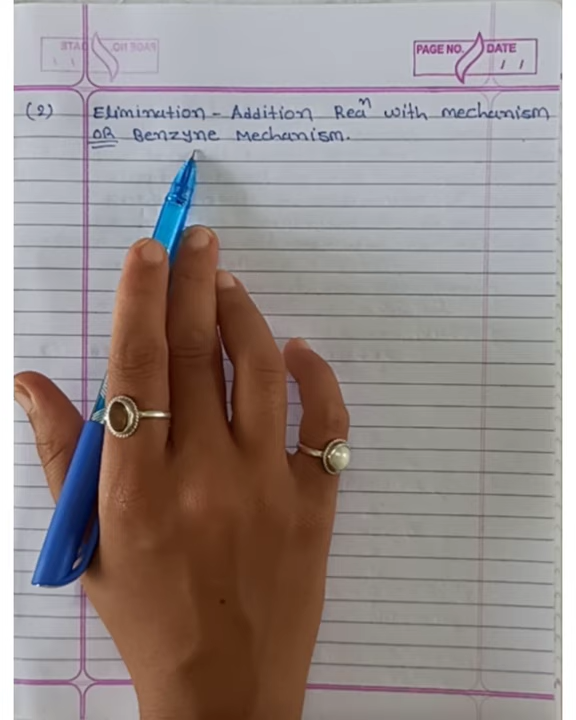 PAGE NO. DATE
/ /
(2) Elimination - Addition Reaⁿ with mechanism
OR Benzyne Mechanism.